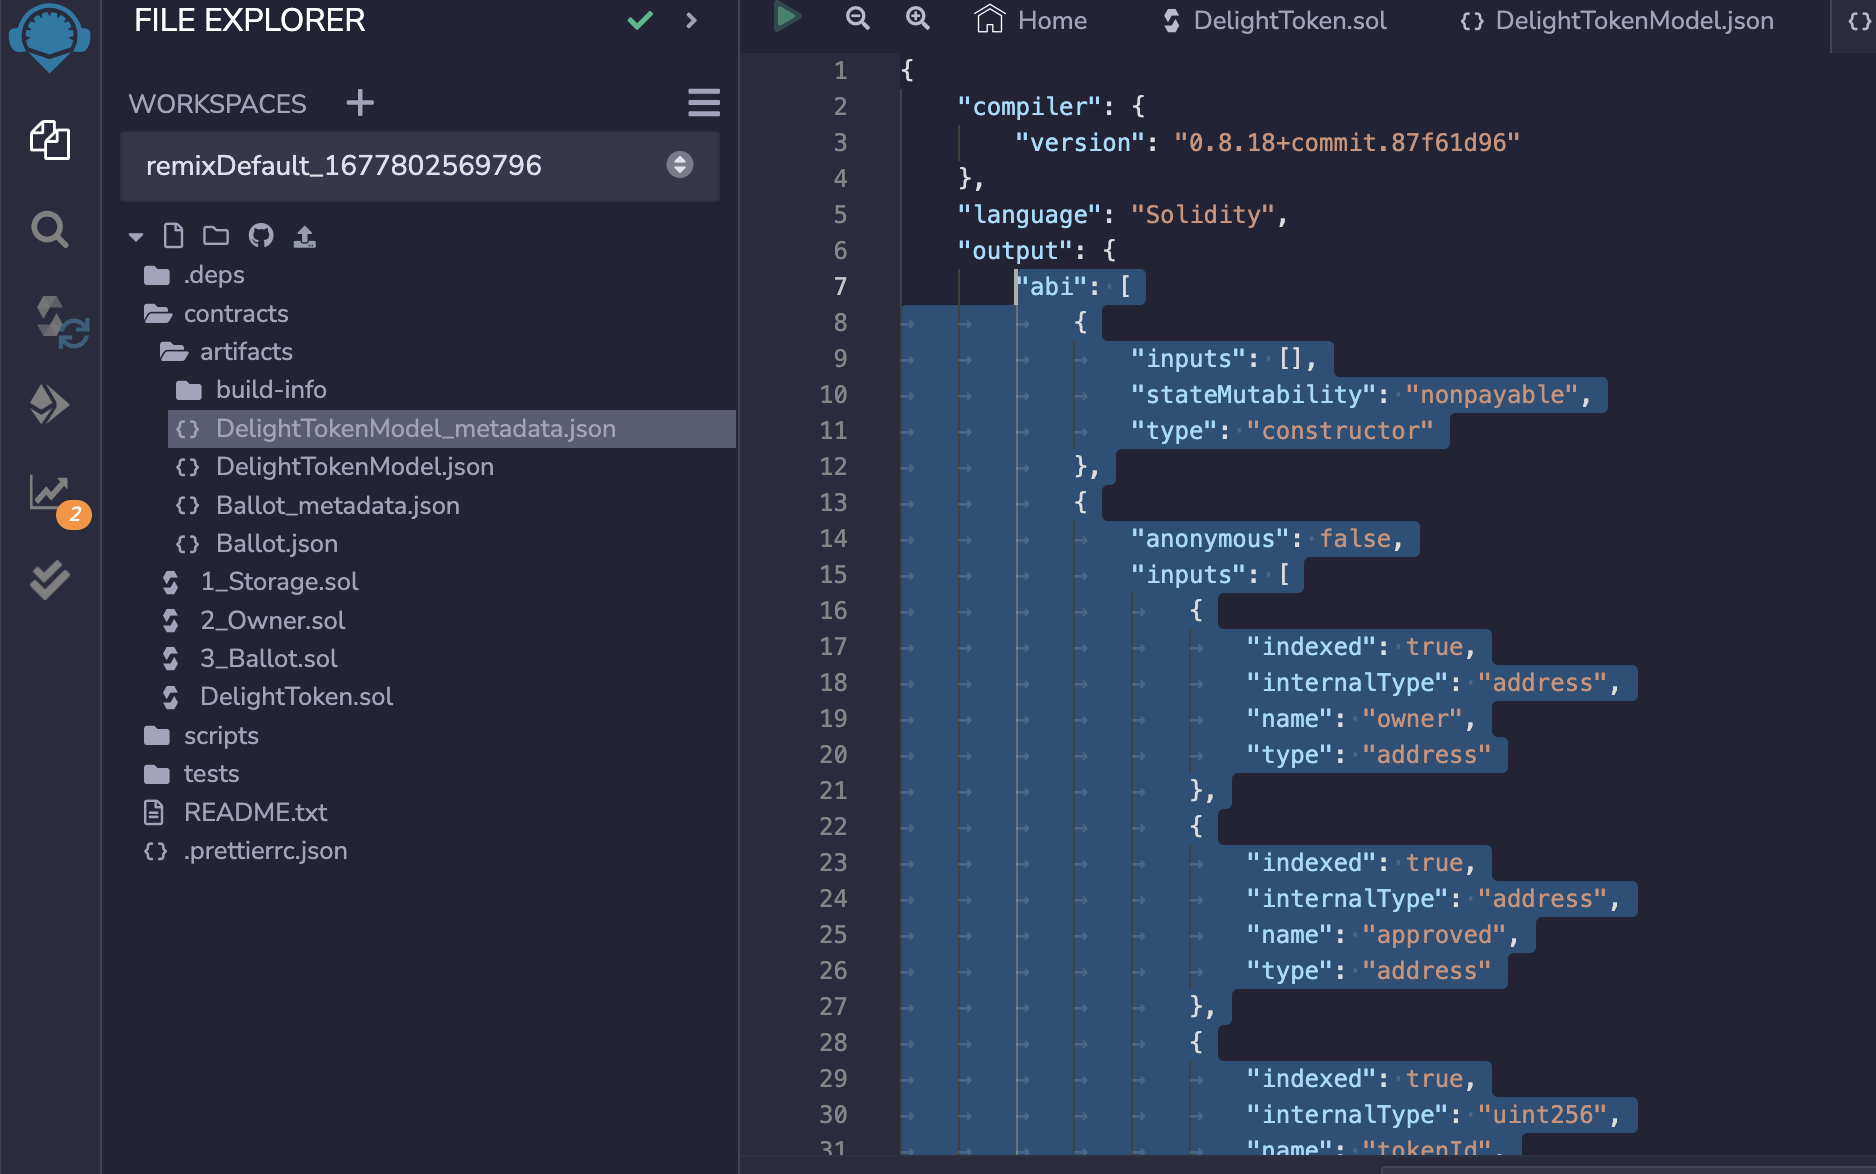 FILE EXPLORER
WORKSPACES
remixDefault_1677802569796
.deps
contracts
artifacts
build-info
DelightTokenModel_metadata.json
DelightTokenModel.json
Ballot_metadata.json
Ballot.json
1_Storage.sol
2_Owner.sol
3_Ballot.sol
DelightToken.sol
scripts
tests
README.txt
.prettierrc.json
2
Home DelightToken.sol DelightTokenModel.json
1 {
2 "compiler": {
3 "version": "0.8.18+commit.87f61d96"
4 },
5 "language": "Solidity",
6 "output": {
7 "abi": [
8 {
9 "inputs": [],
10 "stateMutability": "nonpayable",
11 "type": "constructor"
12 },
13 {
14 "anonymous": false,
15 "inputs": [
16 {
17 "indexed": true,
18 "internalType": "address",
19 "name": "owner",
20 "type": "address"
21 },
22 {
23 "indexed": true,
24 "internalType": "address",
25 "name": "approved",
26 "type": "address"
27 },
28 {
29 "indexed": true,
30 "internalType": "uint256",
31 "name": "tokenId",